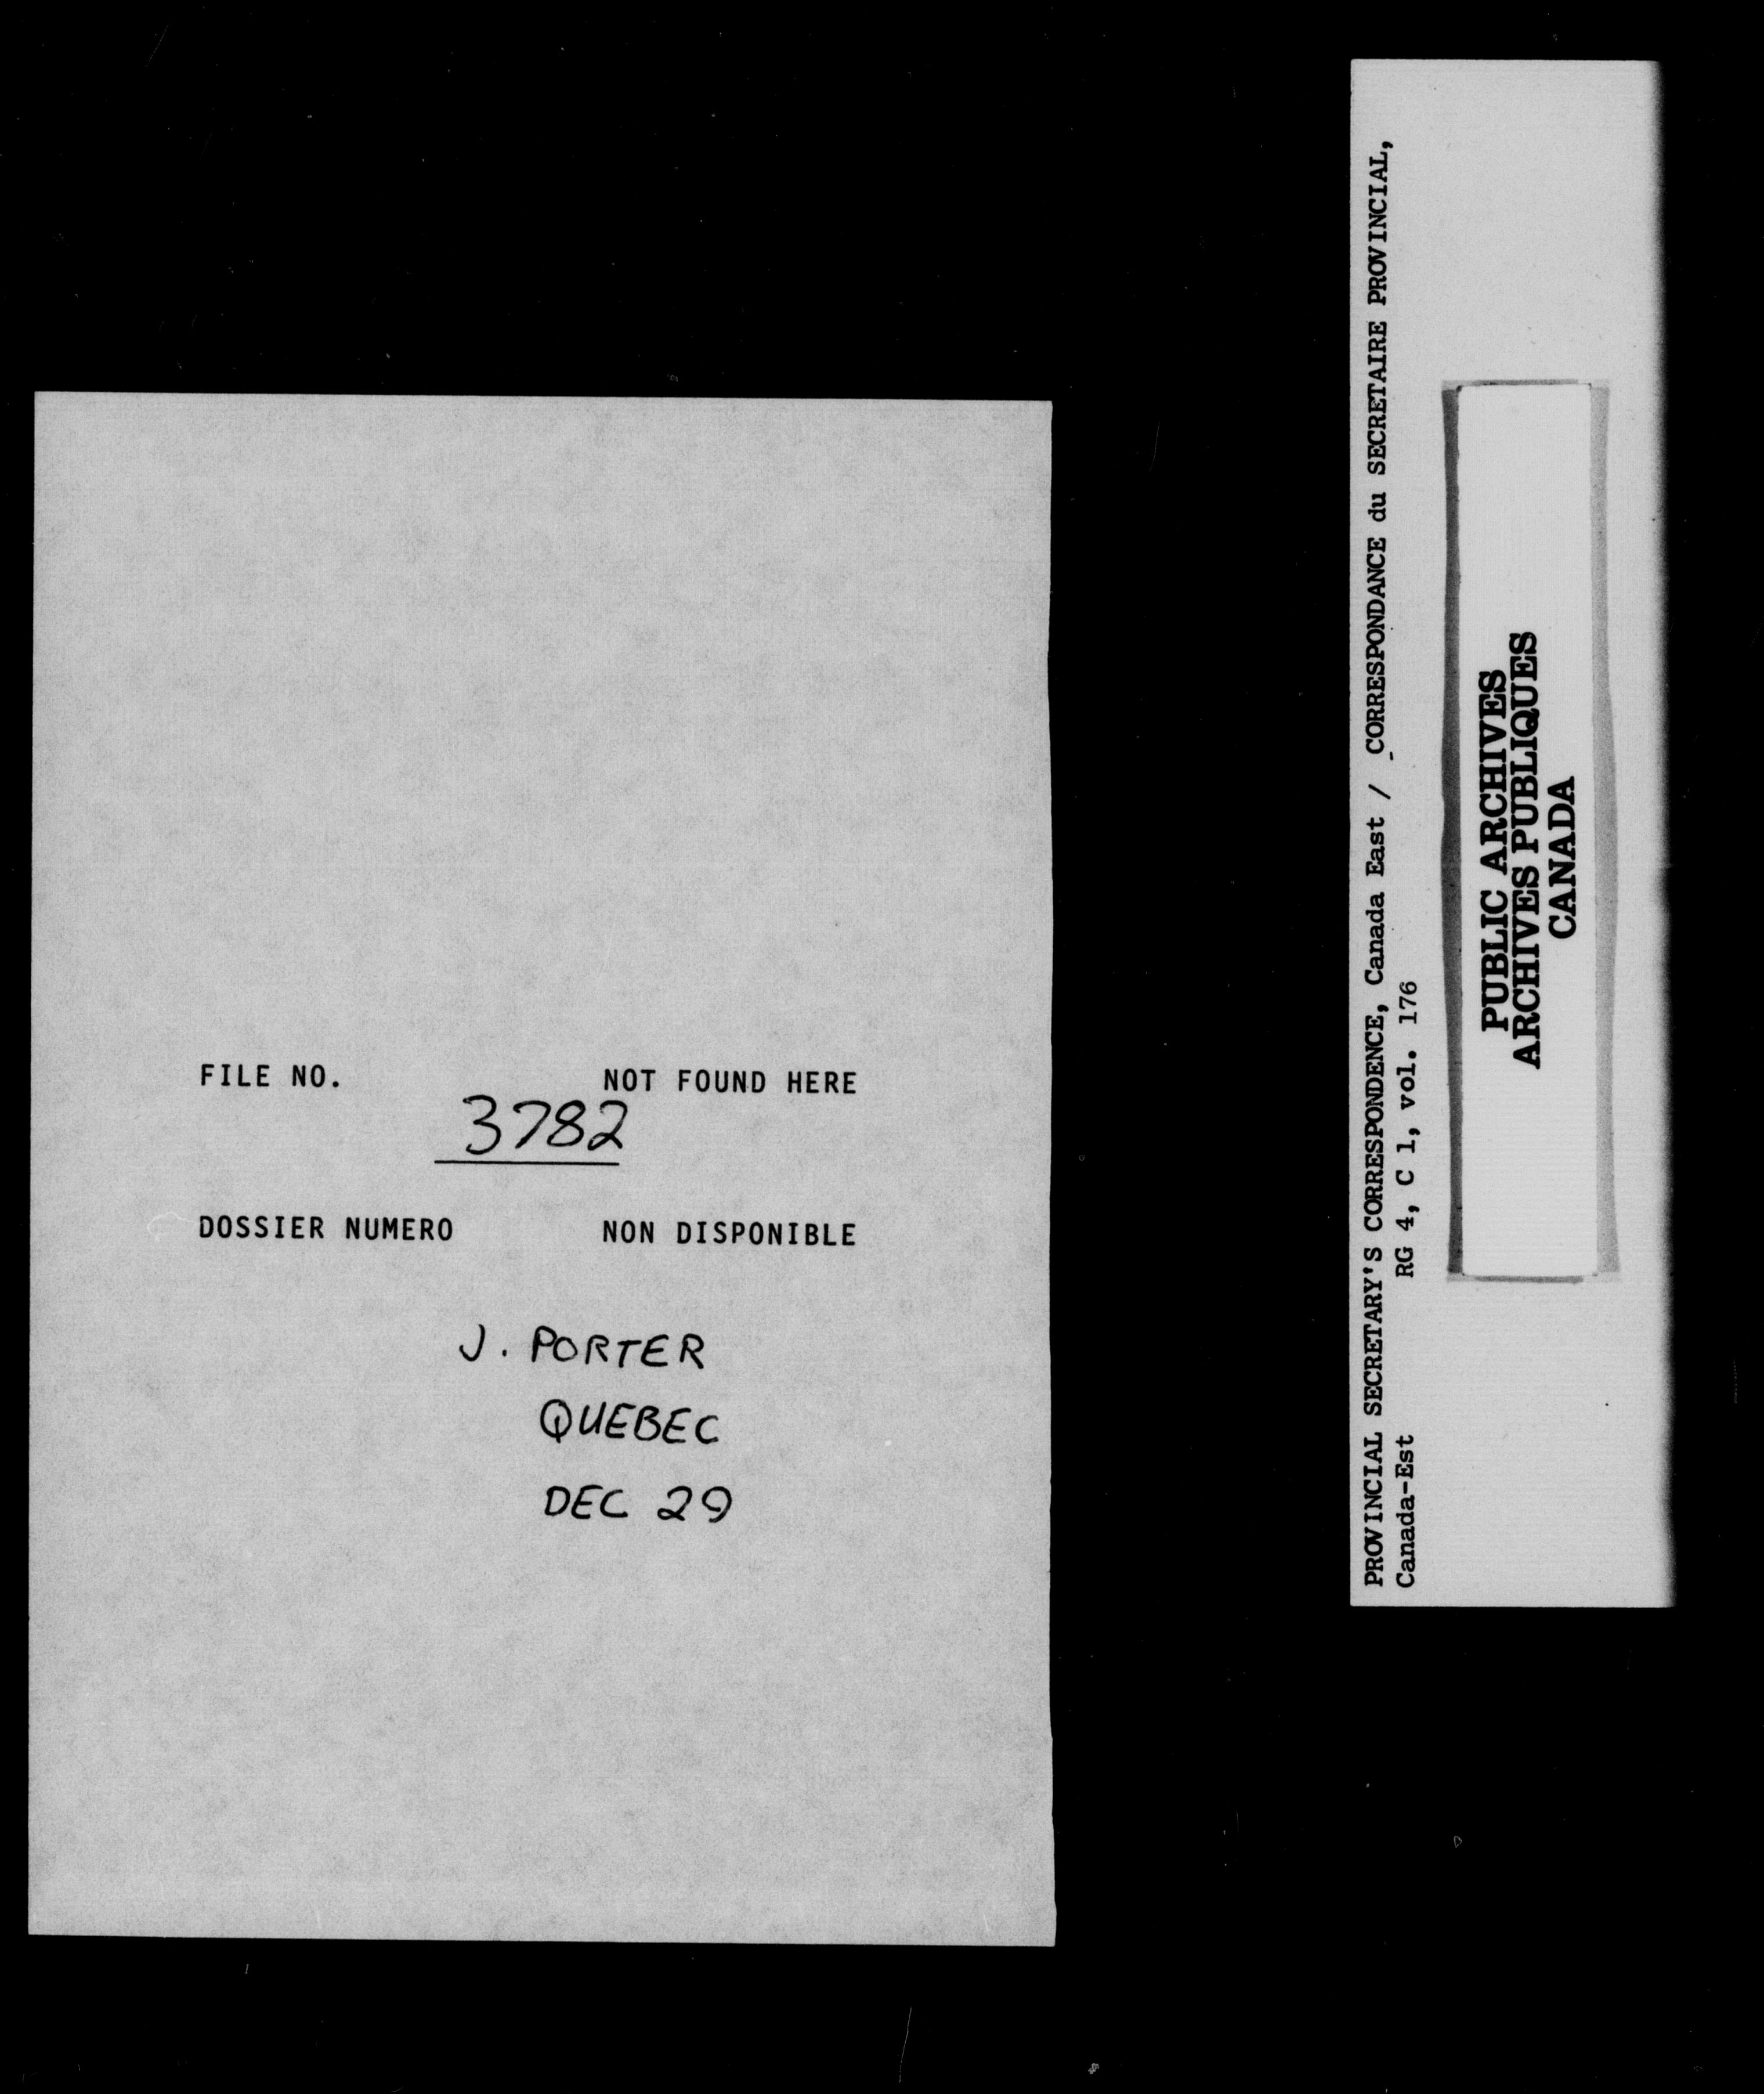 FILE NO. NOT FOUND HERE
3782
DOSSIER NUMERO NON DISPONIBLE
J. PORTER
QUEBEC
DEC 29
PROVINCIAL SECRETARY'S CORRESPONDENCE, Canada East / CORRESPONDANCE du SECRETAIRE PROVINCIAL,
Canada-Est RG 4, C 1, vol. 176
PUBLIC ARCHIVES
ARCHIVES PUBLIQUES
CANADA